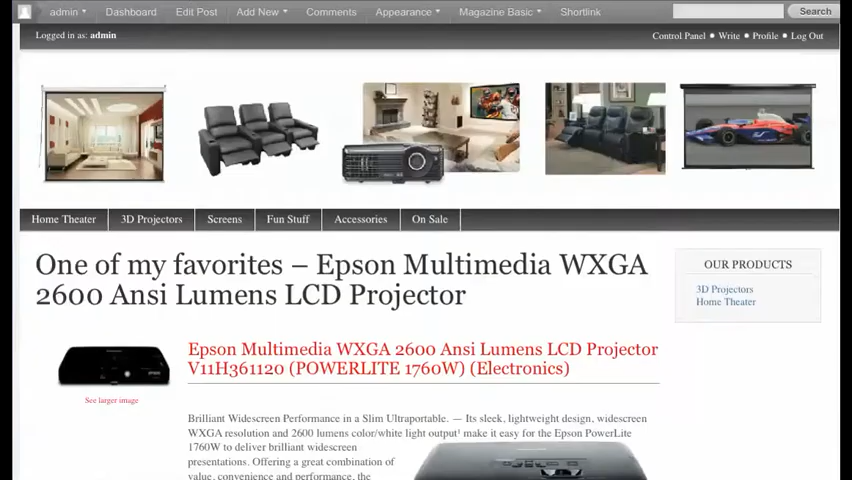 admin Dashboard Edit Post Add New Comments Appearance Magazine Basic Shortlink Search
Logged in as: admin
Control Panel Write Profile Log Out
Home Theater 3D Projectors Screens Fun Stuff Accessories On Sale
One of my favorites – Epson Multimedia WXGA
2600 Ansi Lumens LCD Projector
OUR PRODUCTS
3D Projectors
Home Theater
Epson Multimedia WXGA 2600 Ansi Lumens LCD Projector
V11H361120 (POWERLITE 1760W) (Electronics)
See larger image
Brilliant Widescreen Performance in a Slim Ultraportable. — Its sleek, lightweight design, widescreen
WXGA resolution and 2600 lumens color/white light output¹ make it easy for the Epson PowerLite
1760W to deliver brilliant widescreen
presentations. Offering a great combination of
value, convenience and performance, the